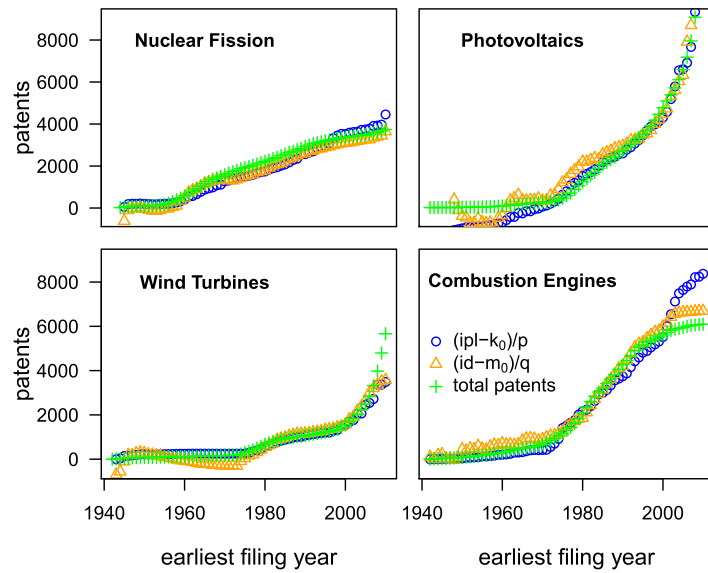 Nuclear Fission
Photovoltaics
patents
8000
6000
4000
2000
0
Wind Turbines
Combustion Engines
(ipl−k0)/p
(id−m0)/q
total patents
patents
8000
6000
4000
2000
0
1940 1960 1980 2000
1940 1960 1980 2000
earliest filing year
earliest filing year